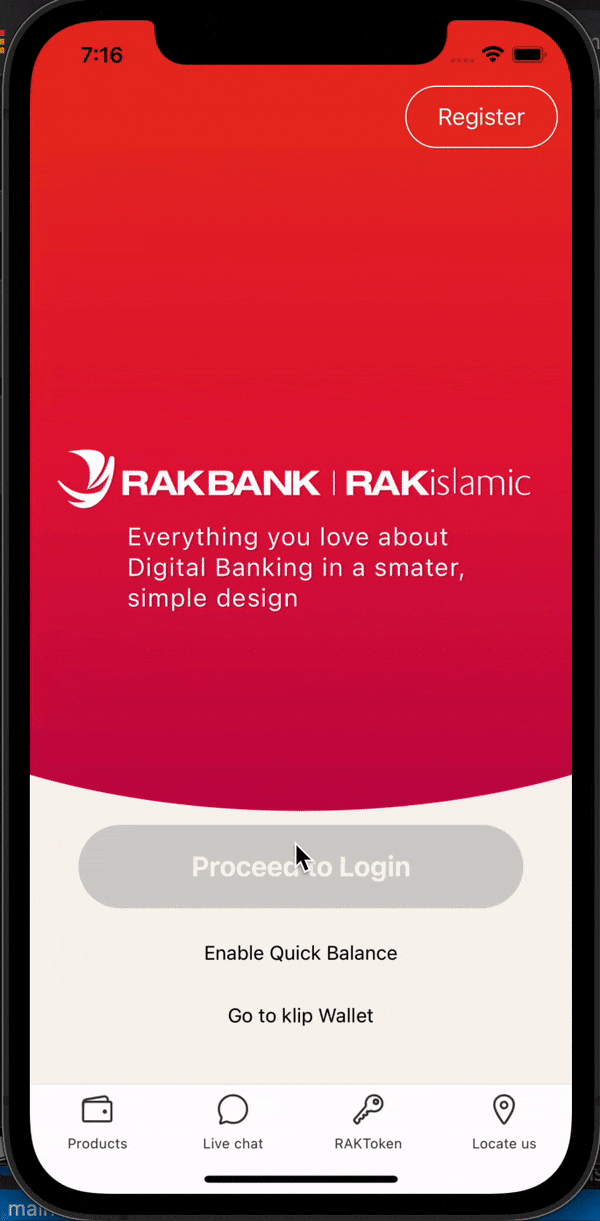 7:16
Register
RAKBANK | RAKislamic
Everything you love about
Digital Banking in a smater,
simple design
Proceed to Login
Enable Quick Balance
Go to klip Wallet
Products
Live chat
RAKToken
Locate us